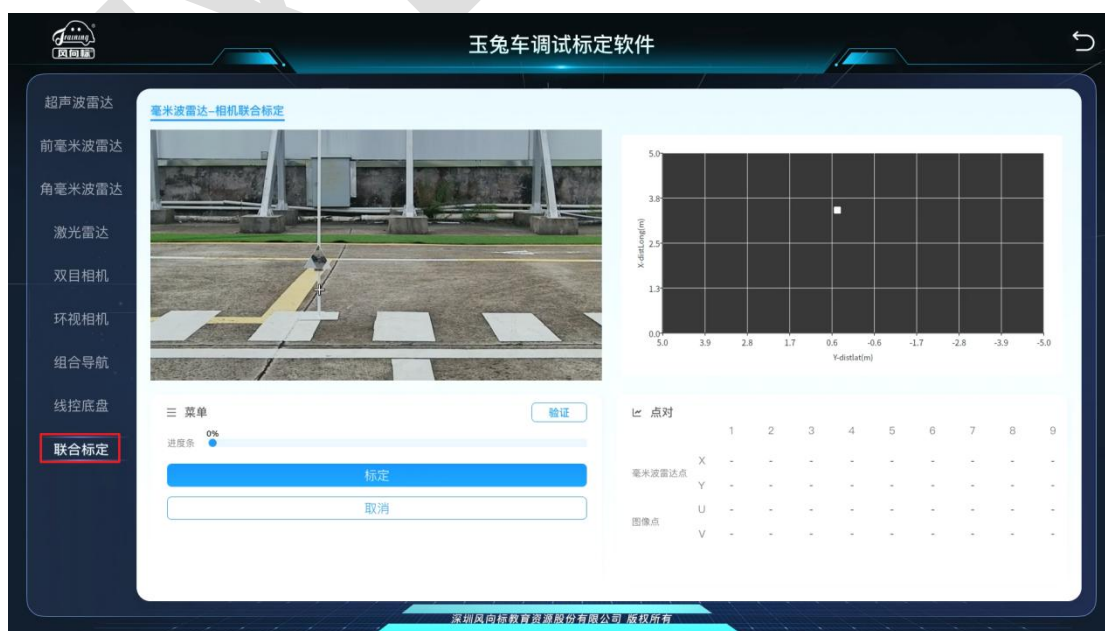 Training
风向标
玉兔车调试标定软件
超声波雷达
前毫米波雷达
角毫米波雷达
激光雷达
双目相机
环视相机
组合导航
线控底盘
联合标定
毫米波雷达-相机联合标定
5.0
3.8
2.5
1.3
0.0
X-distLong(m)
5.0 3.9 2.8 1.7 0.6 -0.6 -1.7 -2.8 -3.9 -5.0
Y-distlat(m)
菜单
验证
进度条 0%
标定
取消
点对
1 2 3 4 5 6 7 8 9
毫米波雷达点
X - - - - - - - - -
Y - - - - - - - - -
图像点
U - - - - - - - - -
V - - - - - - - - -
深圳风向标教育资源股份有限公司 版权所有